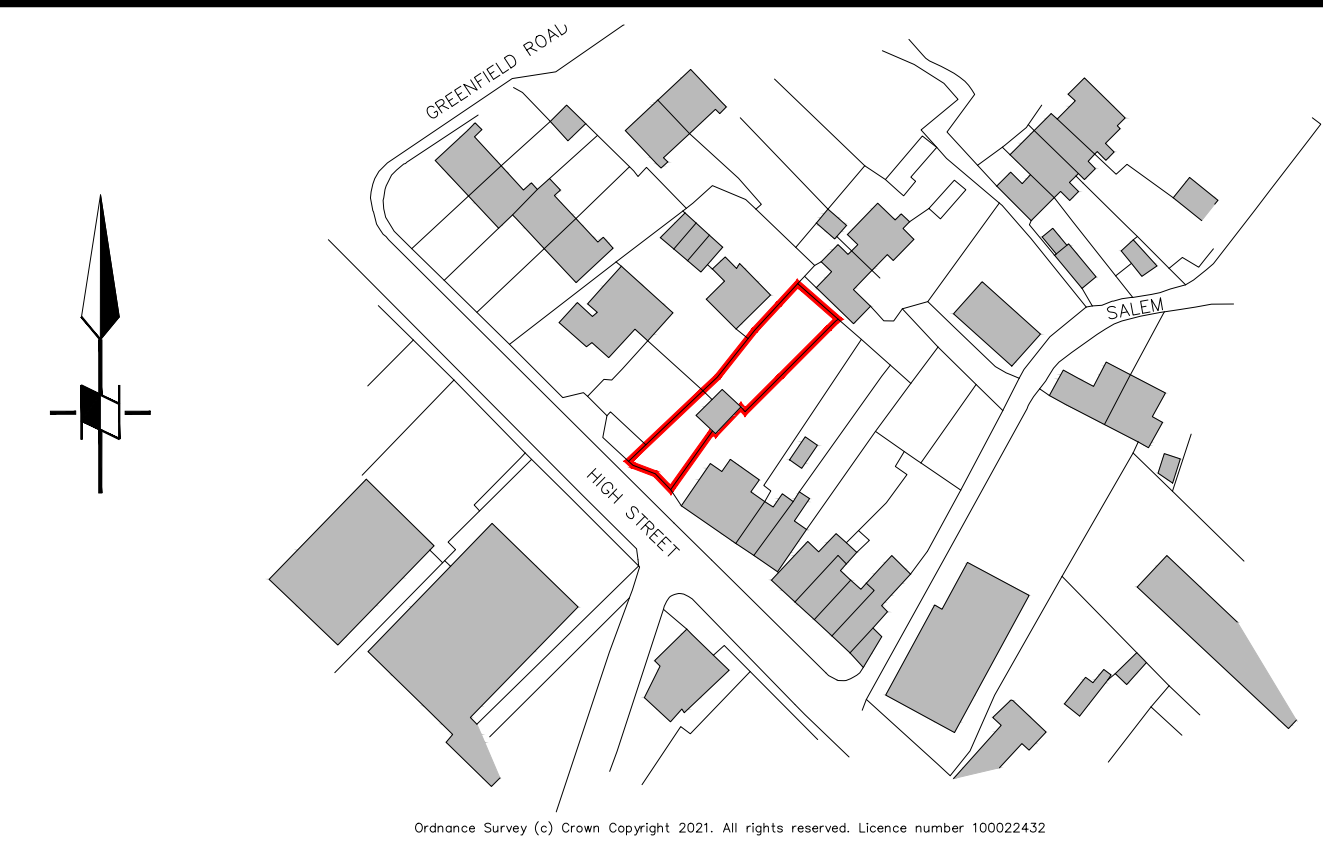 GREENFIELD ROAD
SALEM
HIGH STREET
Ordnance Survey (c) Crown Copyright 2021. All rights reserved. Licence number 100022432